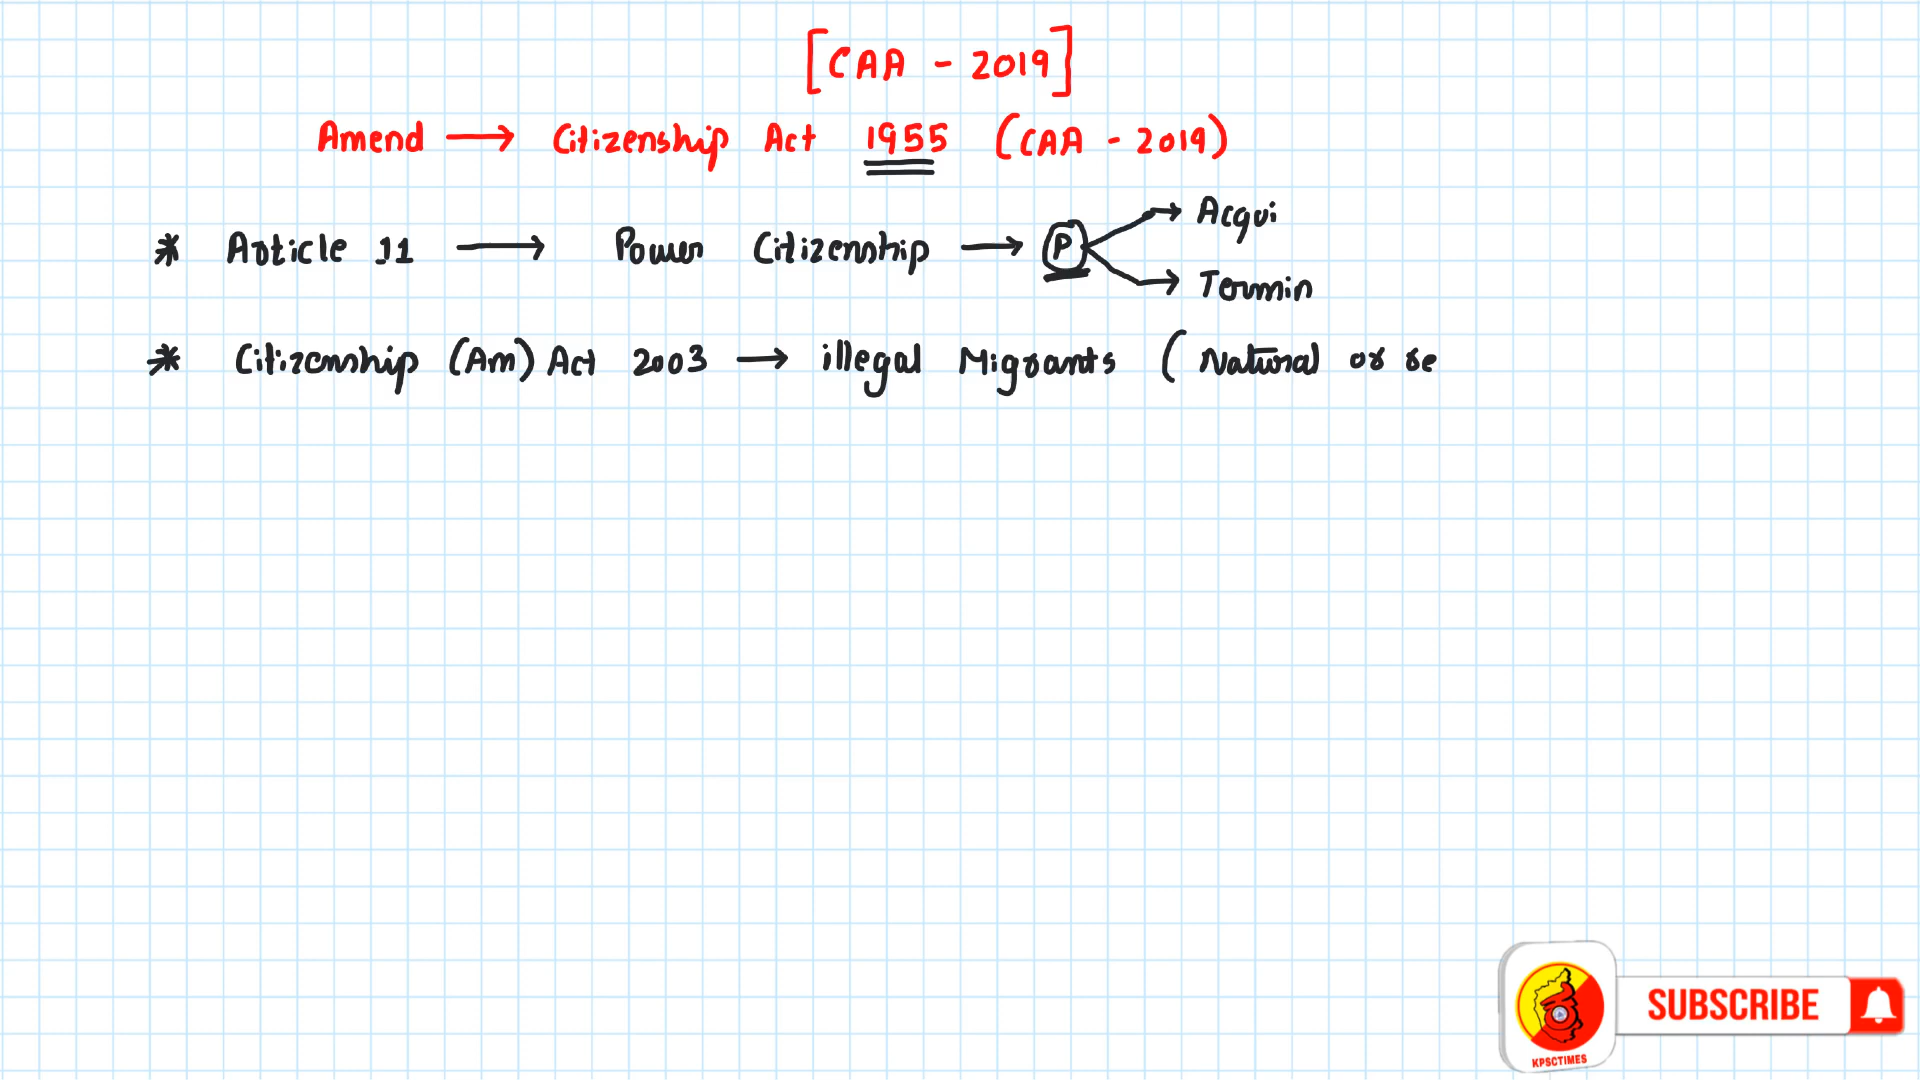 [CAA - 2019]
Amend → Citizenship Act 1955 (CAA - 2019)
* Article 11 → Power Citizenship → P → Acqui
→ Termin
* Citizenship (Am) Act 2003 → illegal Migrants ( Natural or re
SUBSCRIBE
KPSCTIMES